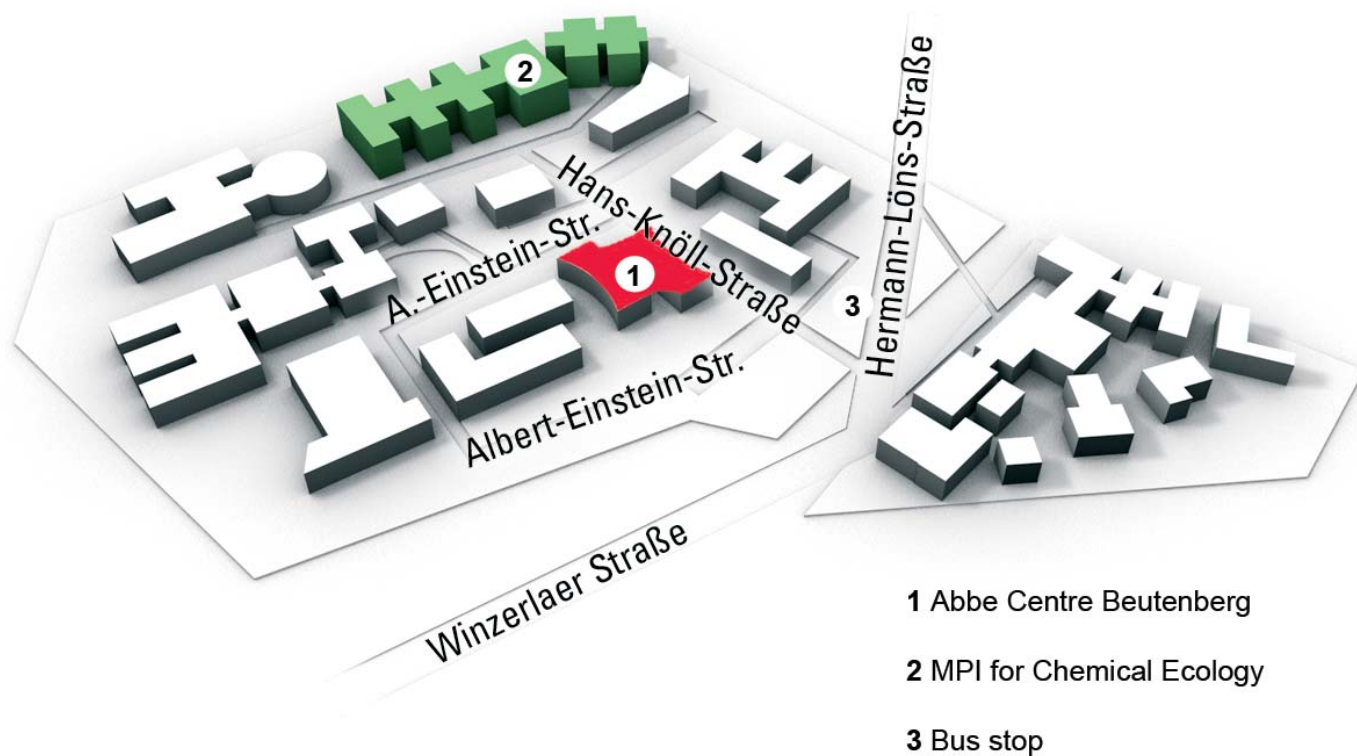 2
Hans-Knöll-Straße
Hermann-Löns-Straße
A.-Einstein-Str.
1
3
Albert-Einstein-Str.
Winzerlaer Straße
1 Abbe Centre Beutenberg
2 MPI for Chemical Ecology
3 Bus stop